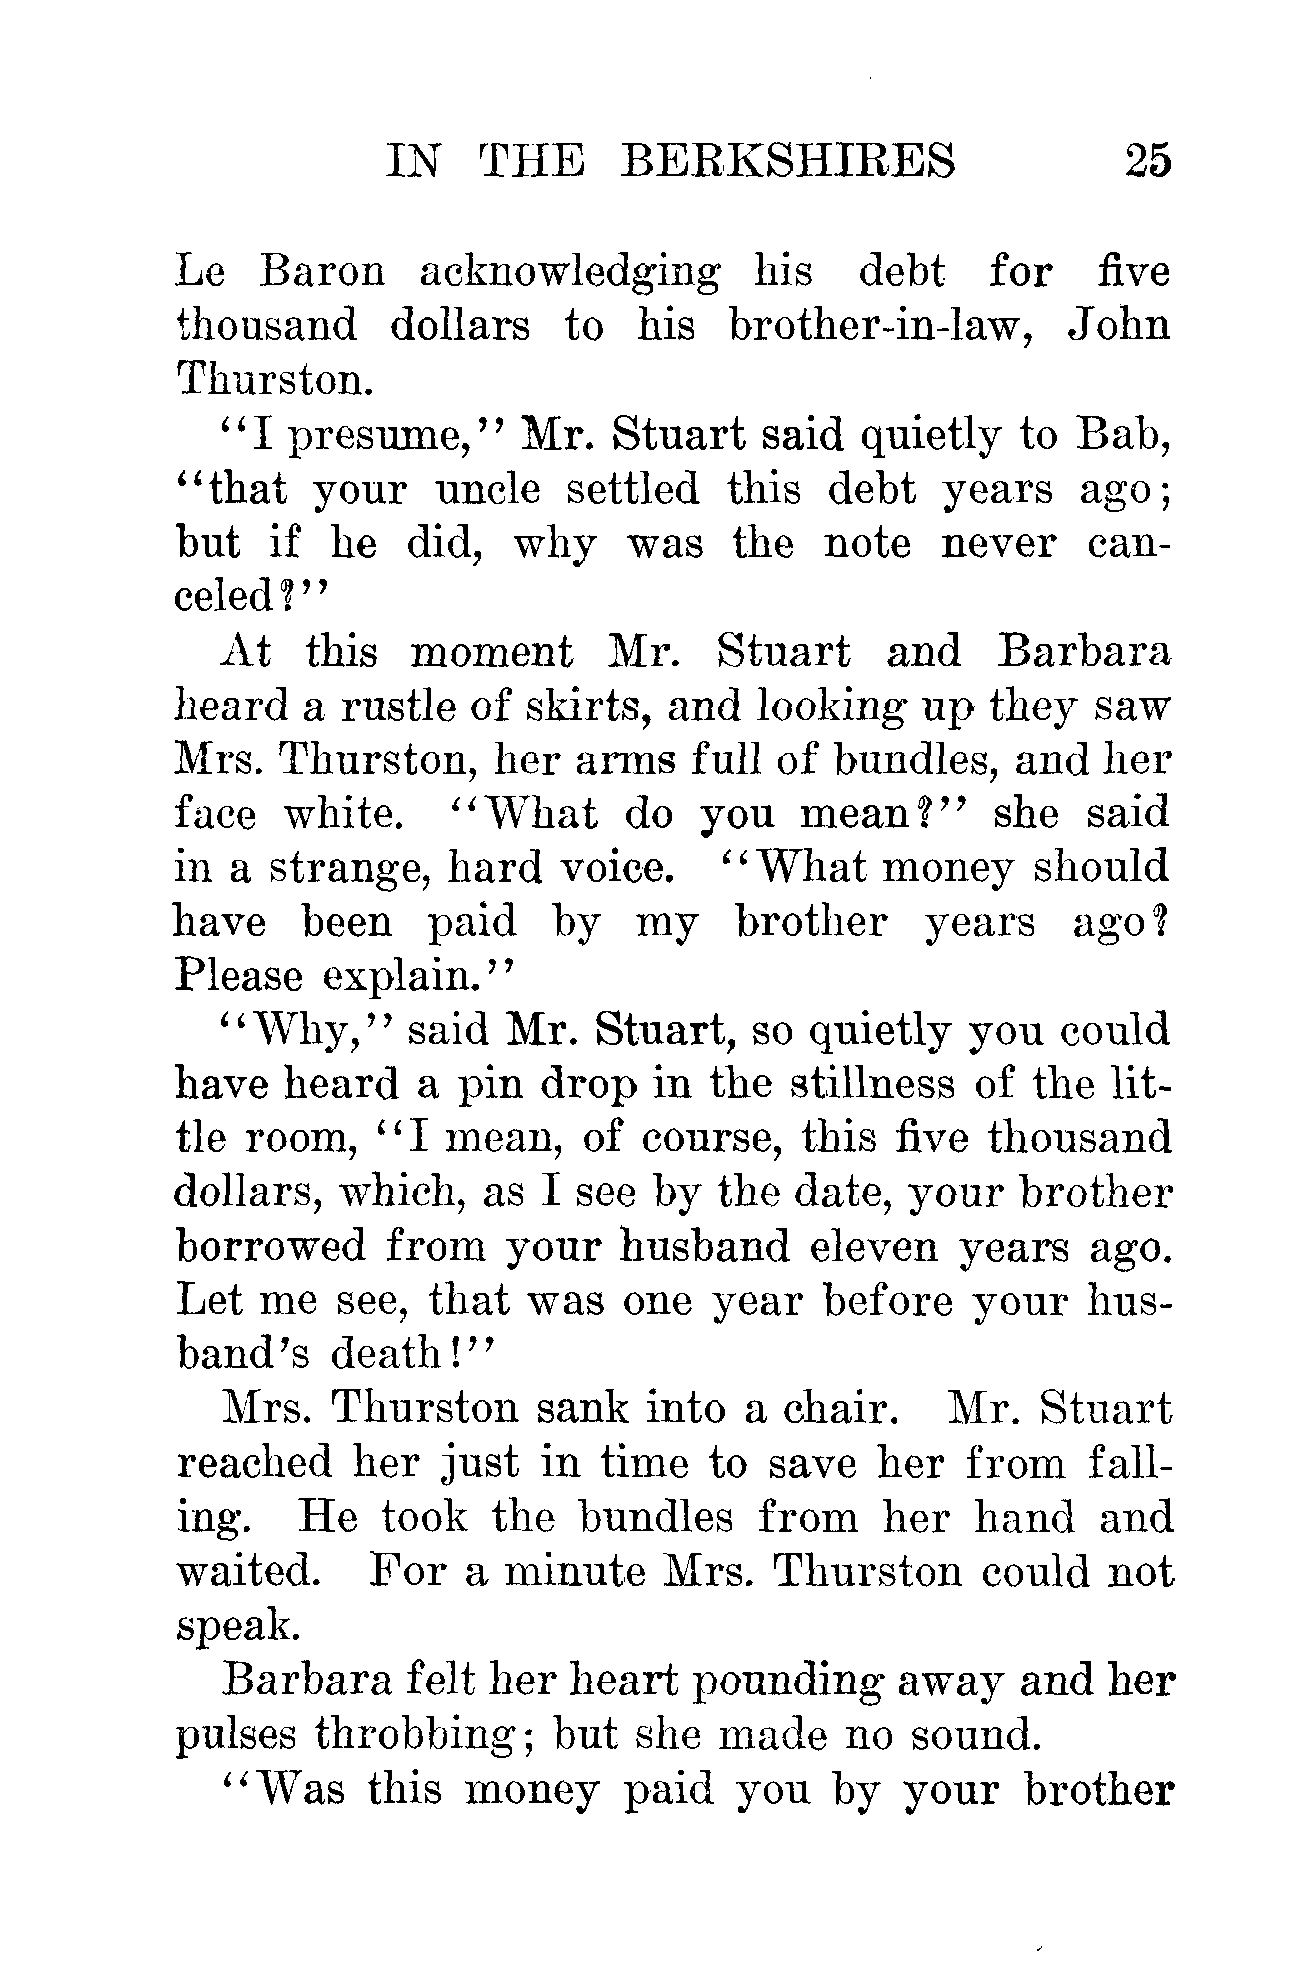 IN THE BERKSHIRES 25
Le Baron acknowledging his debt for five
thousand dollars to his brother-in-law, John
Thurston.
"I presume," Mr. Stuart said quietly to Bab,
"that your uncle settled this debt years ago;
but if he did, why was the note never can-
celed?"
At this moment Mr. Stuart and Barbara
heard a rustle of skirts, and looking up they saw
Mrs. Thurston, her arms full of bundles, and her
face white. "What do you mean?" she said
in a strange, hard voice. "What money should
have been paid by my brother years ago?
Please explain."
"Why," said Mr. Stuart, so quietly you could
have heard a pin drop in the stillness of the lit-
tle room, "I mean, of course, this five thousand
dollars, which, as I see by the date, your brother
borrowed from your husband eleven years ago.
Let me see, that was one year before your hus-
band's death!"
Mrs. Thurston sank into a chair. Mr. Stuart
reached her just in time to save her from fall-
ing. He took the bundles from her hand and
waited. For a minute Mrs. Thurston could not
speak.
Barbara felt her heart pounding away and her
pulses throbbing; but she made no sound.
"Was this money paid you by your brother